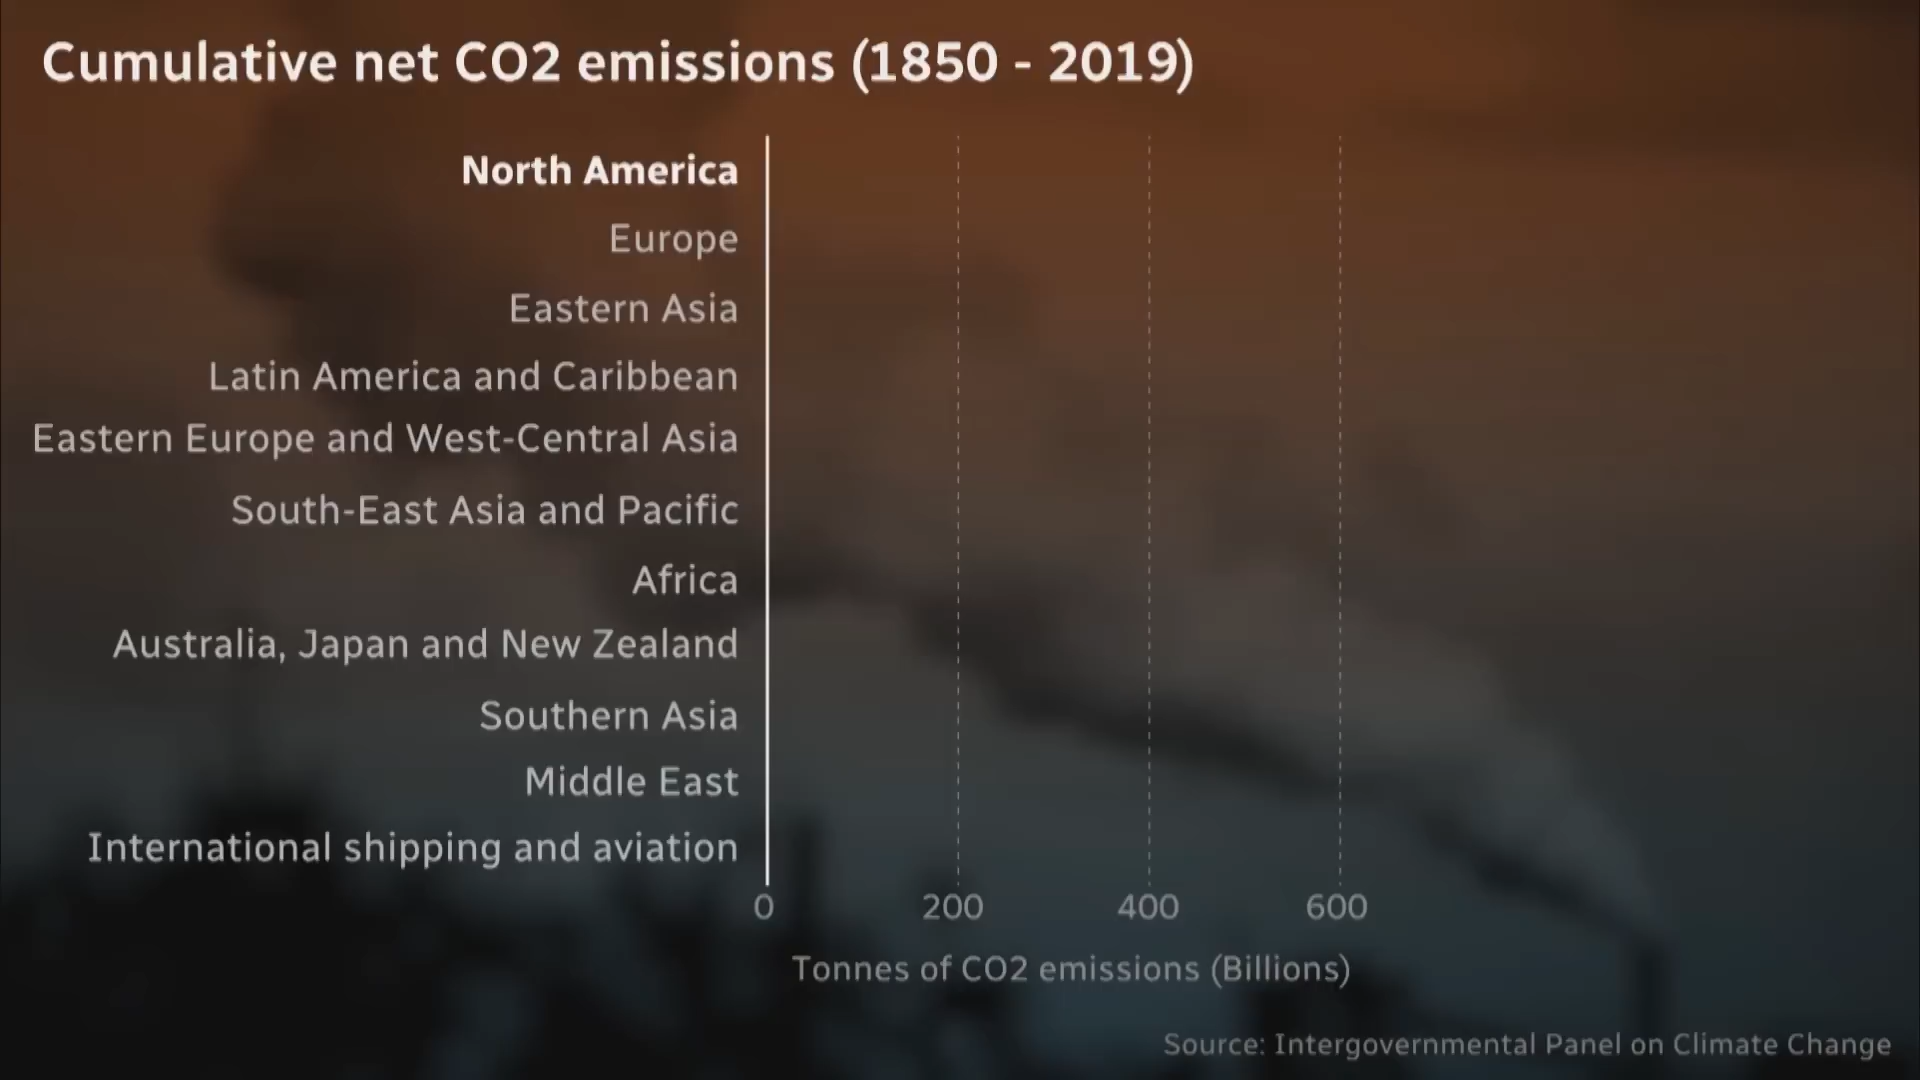 Cumulative net CO2 emissions (1850 - 2019)
North America
Europe
Eastern Asia
Latin America and Caribbean
Eastern Europe and West-Central Asia
South-East Asia and Pacific
Africa
Australia, Japan and New Zealand
Southern Asia
Middle East
International shipping and aviation
0 200 400 600
Tonnes of CO2 emissions (Billions)
Source: Intergovernmental Panel on Climate Change